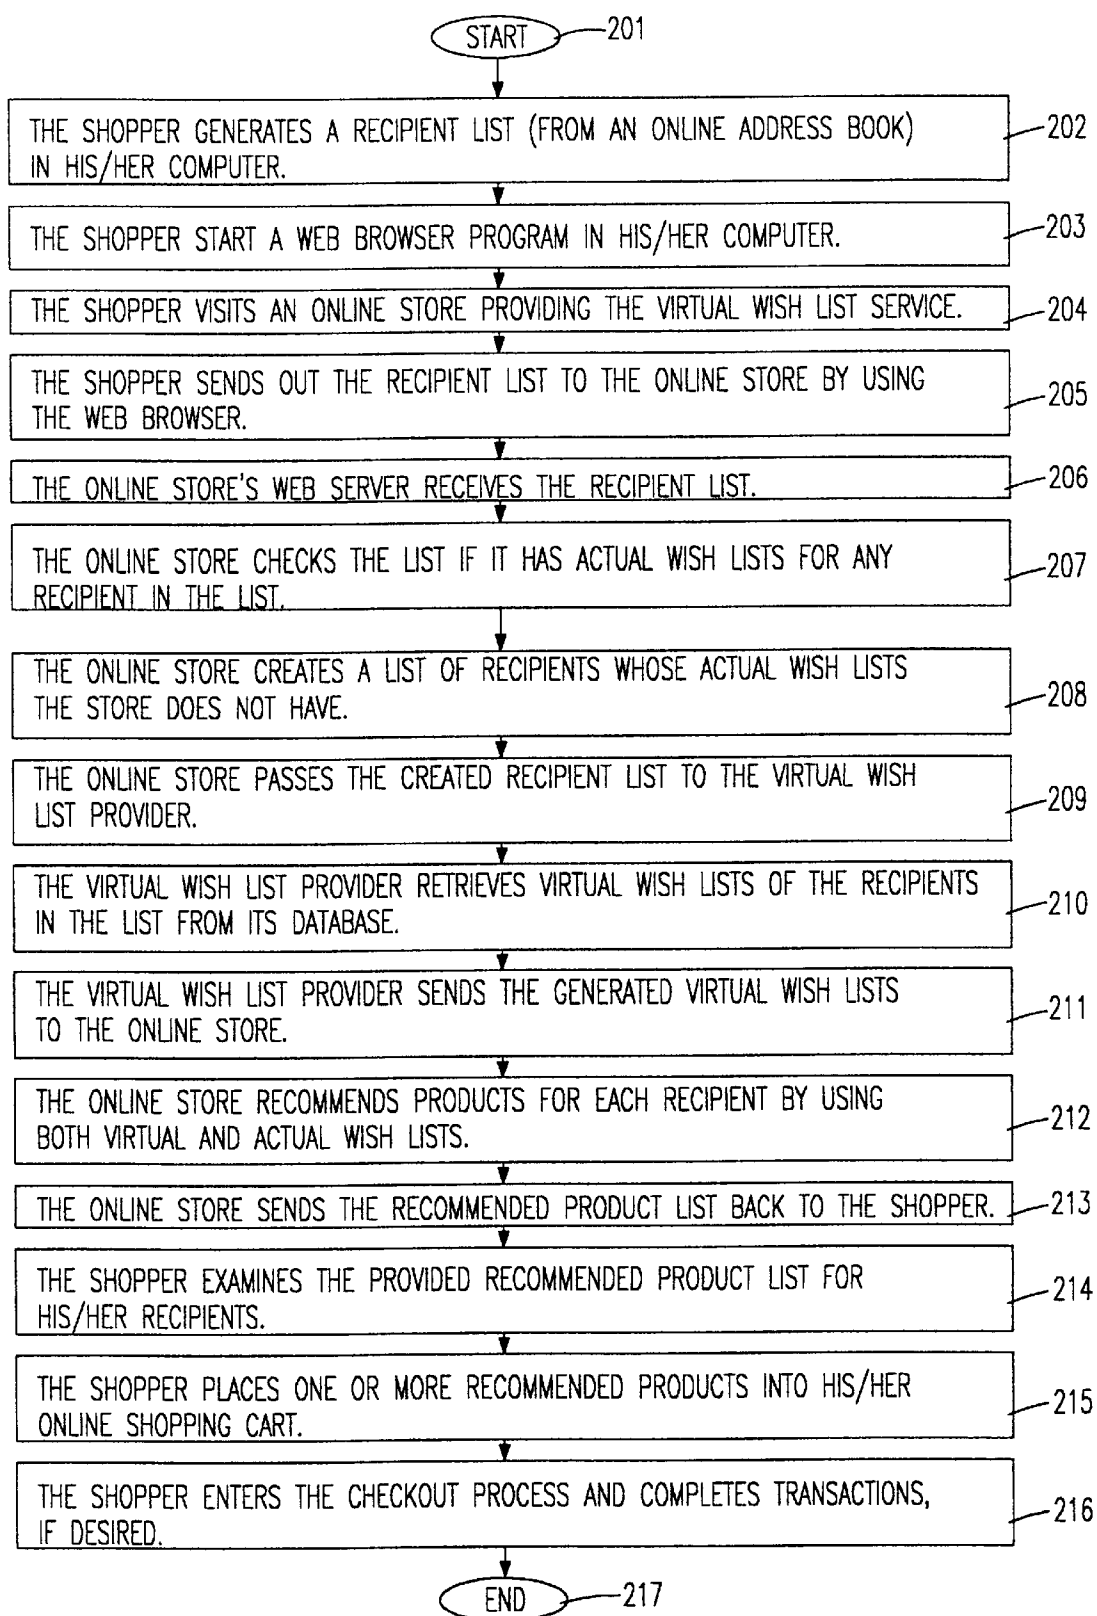 START 201
THE SHOPPER GENERATES A RECIPIENT LIST (FROM AN ONLINE ADDRESS BOOK)
IN HIS/HER COMPUTER.
202
THE SHOPPER START A WEB BROWSER PROGRAM IN HIS/HER COMPUTER.
203
THE SHOPPER VISITS AN ONLINE STORE PROVIDING THE VIRTUAL WISH LIST SERVICE.
204
THE SHOPPER SENDS OUT THE RECIPIENT LIST TO THE ONLINE STORE BY USING
THE WEB BROWSER.
205
THE ONLINE STORE'S WEB SERVER RECEIVES THE RECIPIENT LIST.
206
THE ONLINE STORE CHECKS THE LIST IF IT HAS ACTUAL WISH LISTS FOR ANY
RECIPIENT IN THE LIST.
207
THE ONLINE STORE CREATES A LIST OF RECIPIENTS WHOSE ACTUAL WISH LISTS
THE STORE DOES NOT HAVE.
208
THE ONLINE STORE PASSES THE CREATED RECIPIENT LIST TO THE VIRTUAL WISH
LIST PROVIDER.
209
THE VIRTUAL WISH LIST PROVIDER RETRIEVES VIRTUAL WISH LISTS OF THE RECIPIENTS
IN THE LIST FROM ITS DATABASE.
210
THE VIRTUAL WISH LIST PROVIDER SENDS THE GENERATED VIRTUAL WISH LISTS
TO THE ONLINE STORE.
211
THE ONLINE STORE RECOMMENDS PRODUCTS FOR EACH RECIPIENT BY USING
BOTH VIRTUAL AND ACTUAL WISH LISTS.
212
THE ONLINE STORE SENDS THE RECOMMENDED PRODUCT LIST BACK TO THE SHOPPER.
213
THE SHOPPER EXAMINES THE PROVIDED RECOMMENDED PRODUCT LIST FOR
HIS/HER RECIPIENTS.
214
THE SHOPPER PLACES ONE OR MORE RECOMMENDED PRODUCTS INTO HIS/HER
ONLINE SHOPPING CART.
215
THE SHOPPER ENTERS THE CHECKOUT PROCESS AND COMPLETES TRANSACTIONS,
IF DESIRED.
216
END 217